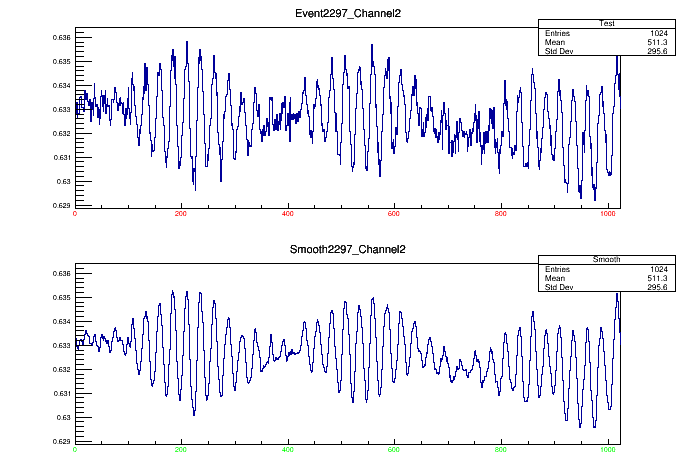 Event2297_Channel2
Test
Entries 1024
Mean 511.3
Std Dev 295.6
0.636
0.635
0.634
0.633
0.632
0.631
0.63
0.629
0 200 400 600 800 1000
Smooth2297_Channel2
Smooth
Entries 1024
Mean 511.3
Std Dev 295.6
0.636
0.635
0.634
0.633
0.632
0.631
0.63
0.629
0 200 400 600 800 1000